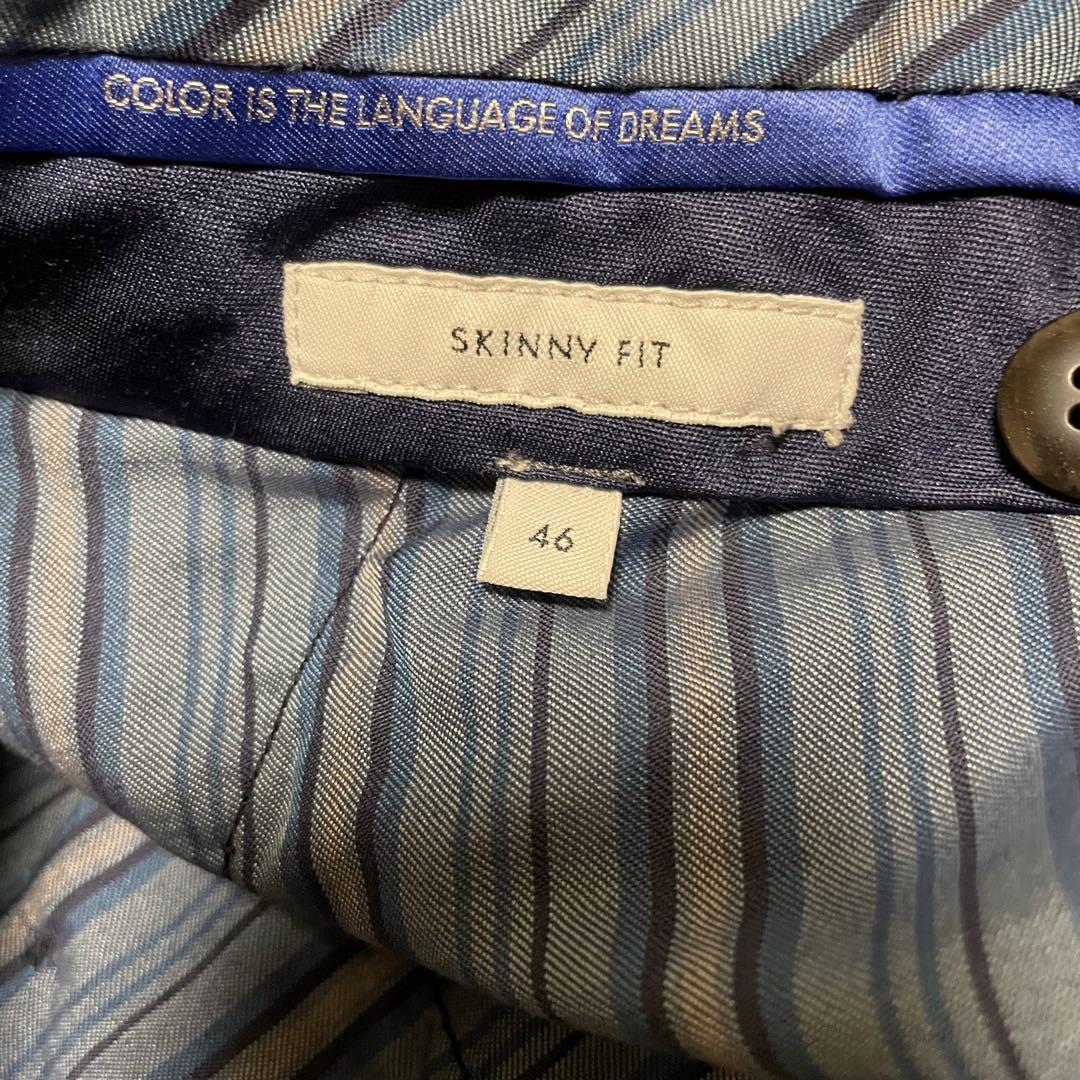 COLOR IS THE LANGUAGE OF DREAMS
SKINNY FIT
46